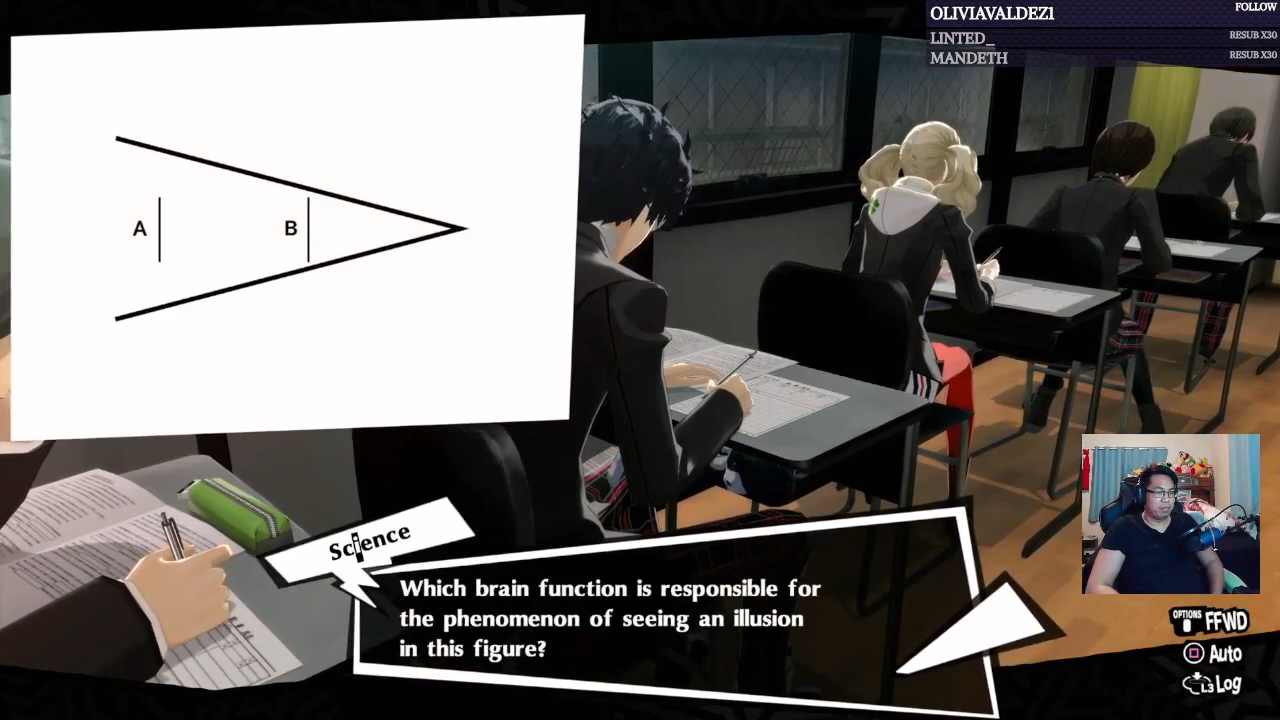 OLIVIAVALDEZ1 FOLLOW
LINTED_ RESUB X30
MANDETH RESUB X30
A B
Science
Which brain function is responsible for
the phenomenon of seeing an illusion
in this figure?
OPTIONS FFWD
Auto
L3 Log